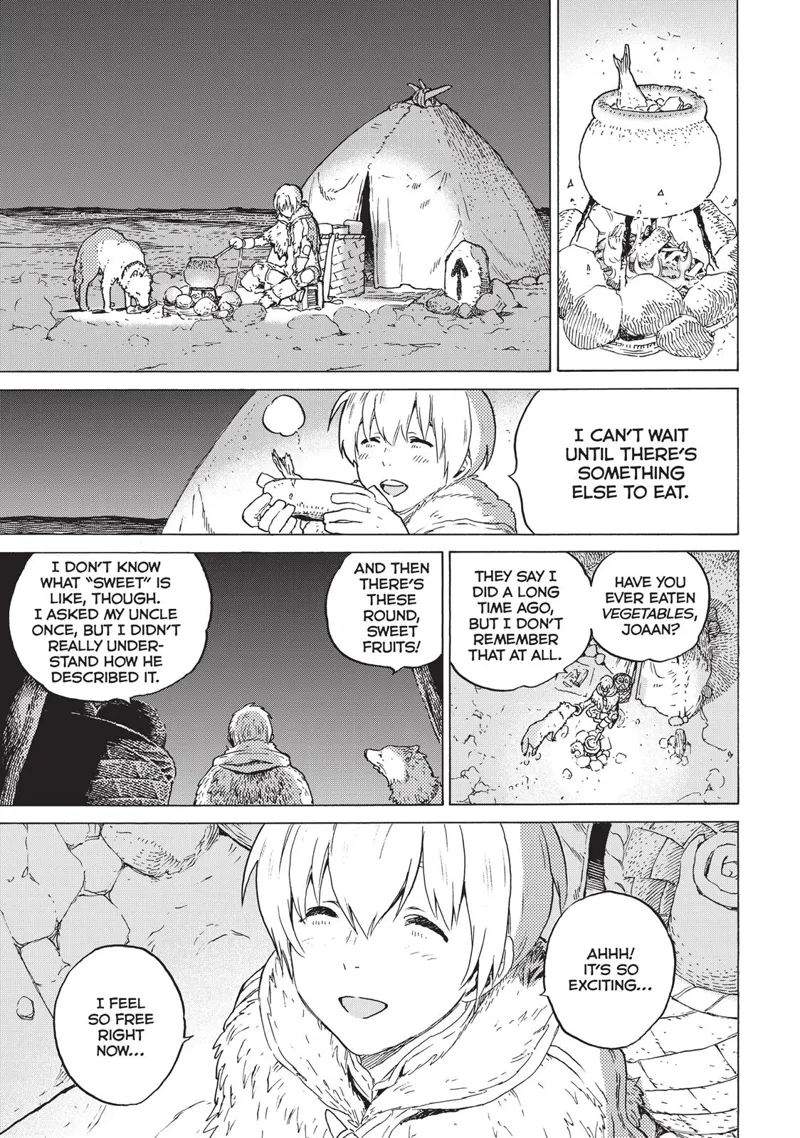 I CAN'T WAIT
UNTIL THERE'S
SOMETHING
ELSE TO EAT.
HAVE YOU
EVER EATEN
VEGETABLES,
JOAAN?
THEY SAY I
DID A LONG
TIME AGO,
BUT I DON'T
REMEMBER
THAT AT ALL.
AND THEN
THERE'S
THESE
ROUND,
SWEET
FRUITS!
I DON'T KNOW
WHAT “SWEET” IS
LIKE, THOUGH.
I ASKED MY UNCLE
ONCE, BUT I DIDN'T
REALLY UNDER-
STAND HOW HE
DESCRIBED IT.
AHHH!
IT'S SO
EXCITING...
I FEEL
SO FREE
RIGHT
NOW...